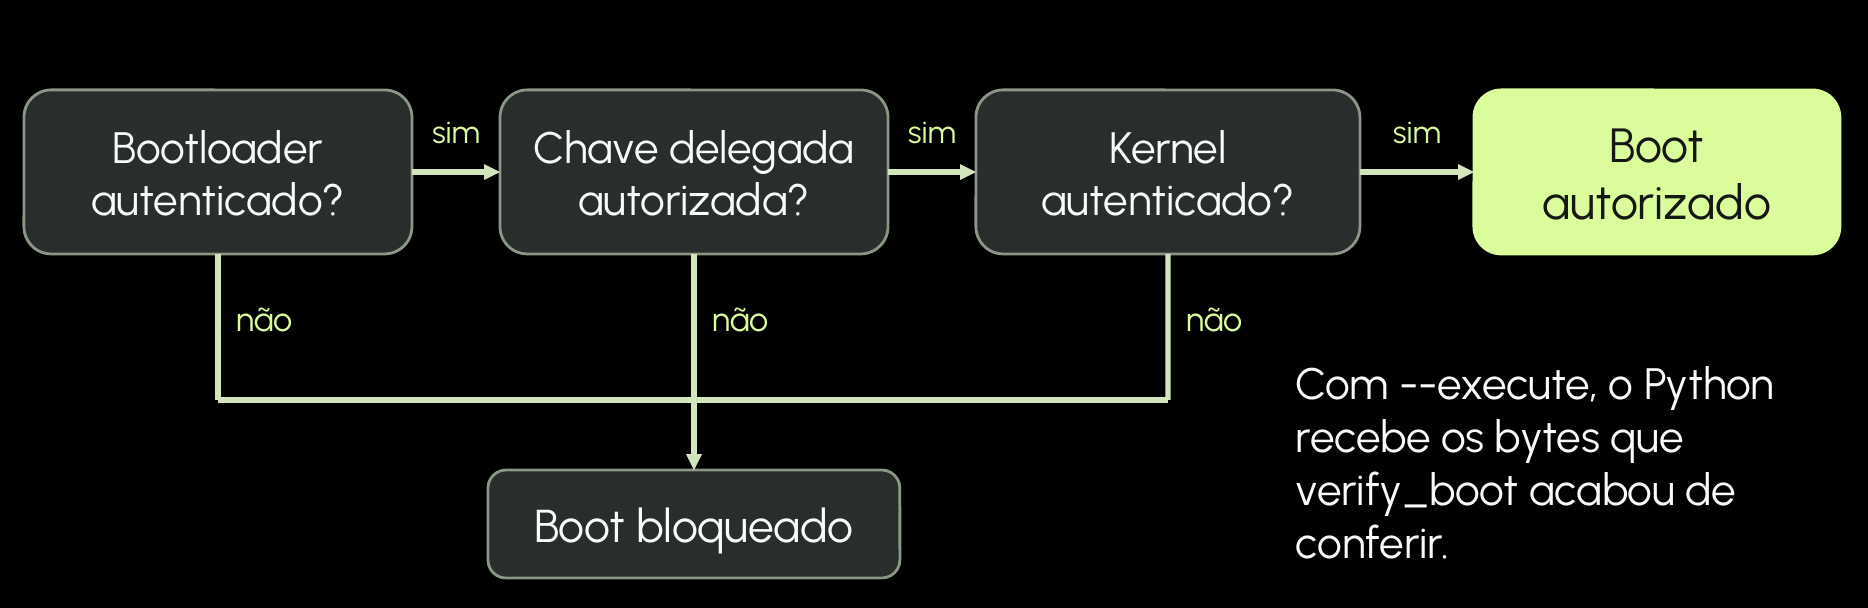 Bootloader
autenticado?
sim
Chave delegada
autorizada?
sim
Kernel
autenticado?
sim
Boot
autorizado
não
não
não
Boot bloqueado
Com --execute, o Python
recebe os bytes que
verify_boot acabou de
conferir.